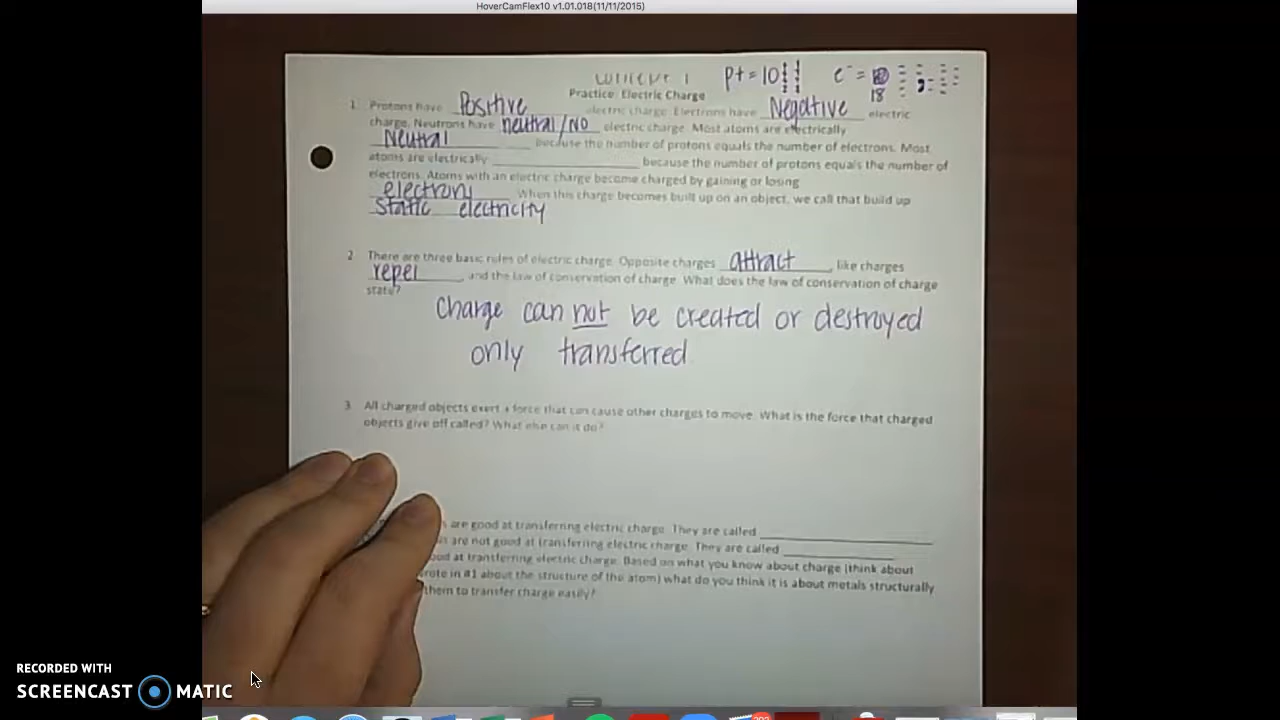 HoverCamFlex10 v1.01.018(11/11/2015)
p+ = 10 e⁻ = 18
Practice: Electric Charge
1. Protons have Positive electric charge. Electrons have Negative electric
charge. Neutrons have neutral/NO electric charge. Most atoms are electrically
Neutral because the number of protons equals the number of electrons. Most
atoms are electrically ____________ because the number of protons equals the number of
electrons. Atoms with an electric charge become charged by gaining or losing
electrons When this charge becomes built up on an object, we call that build up
static electricity
2 There are three basic rules of electric charge. Opposite charges attract, like charges
repel, and the law of conservation of charge. What does the law of conservation of charge
state?
Charge can not be created or destroyed
only transferred
3. All charged objects exert a force that can cause other charges to move. What is the force that charged
objects give off called? What else can it do?
s are good at transferring electric charge. They are called ____________
are not good at transferring electric charge. They are called ____________
good at transferring electric charge. Based on what you know about charge (think about
wrote in #1 about the structure of the atom) what do you think it is about metals structurally
them to transfer charge easily?
RECORDED WITH
SCREENCAST MATIC